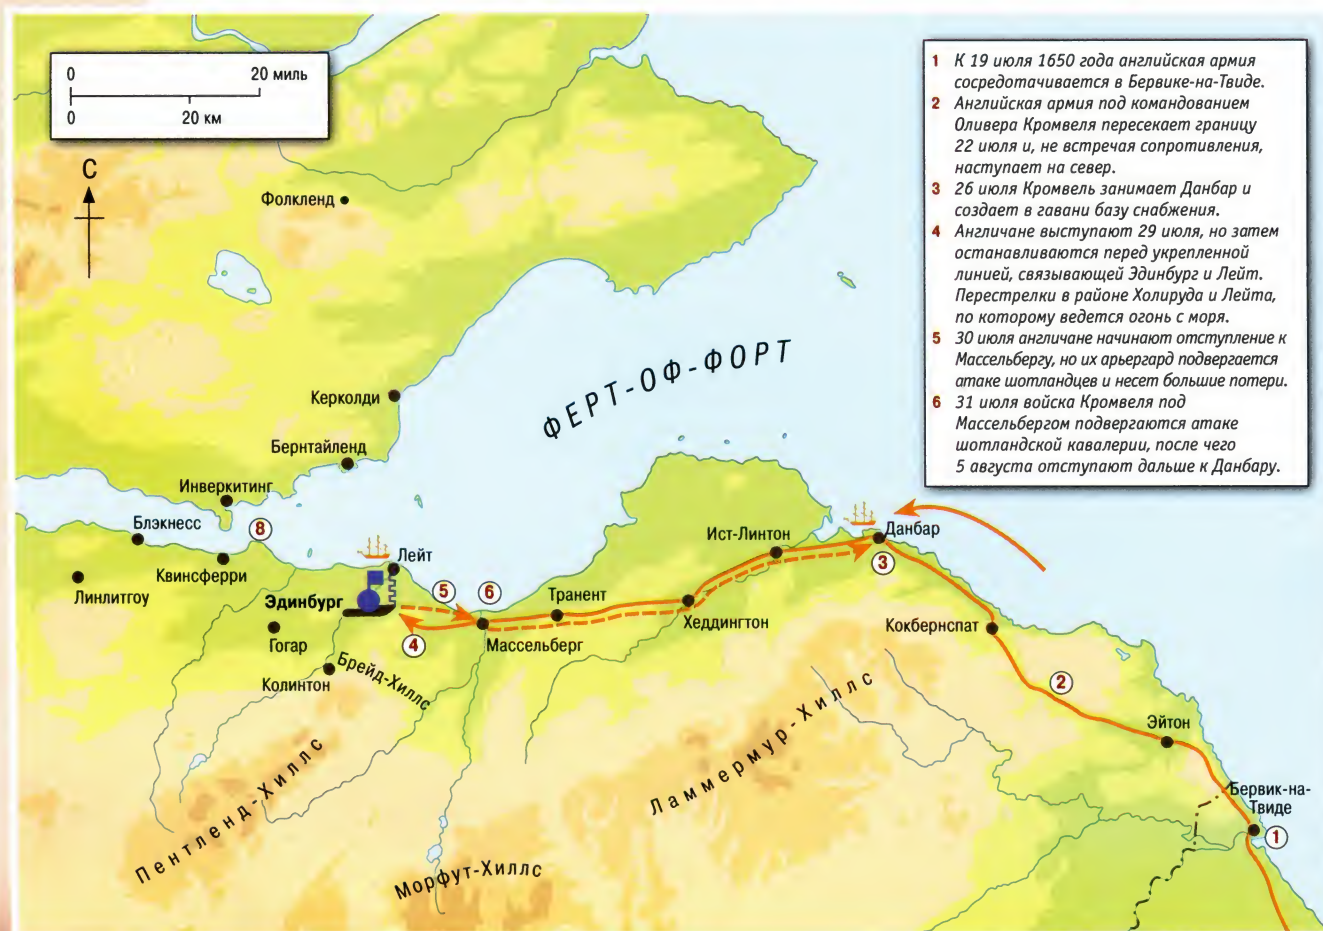 0 20 миль
0 20 км
С
1 К 19 июля 1650 года английская армия
сосредотачивается в Бервике-на-Твиде.
2 Английская армия под командованием
Оливера Кромвеля пересекает границу
22 июля и, не встречая сопротивления,
наступает на север.
3 26 июля Кромвель занимает Данбар и
создает в гавани базу снабжения.
4 Англичане выступают 29 июля, но затем
останавливаются перед укрепленной
линией, связывающей Эдинбург и Лейт.
Перестрелки в районе Холируда и Лейта,
по которому ведется огонь с моря.
5 30 июля англичане начинают отступление к
Массельбергу, но их арьергард подвергается
атаке шотландцев и несет большие потери.
6 31 июля войска Кромвеля под
Массельбергом подвергаются атаке
шотландской кавалерии, после чего
5 августа отступают дальше к Данбару.
Фолкленд
ФЕРТ-ОФ-ФОРТ
Керколди
Бернтайленд
Инверкитинг
Блэкнесс
8
Квинсферри
Линлитгоу
Лейт
Эдинбург
5
6
4
Гогар
Колинтон
Брейд-Хиллс
Массельберг
Транент
Хеддингтон
Ист-Линтон
Данбар
3
Кокбернспат
2
Эйтон
Бервик-на-
Твиде
1
Пентленд-Хиллс
Морфут-Хиллс
Ламмермур-Хиллс